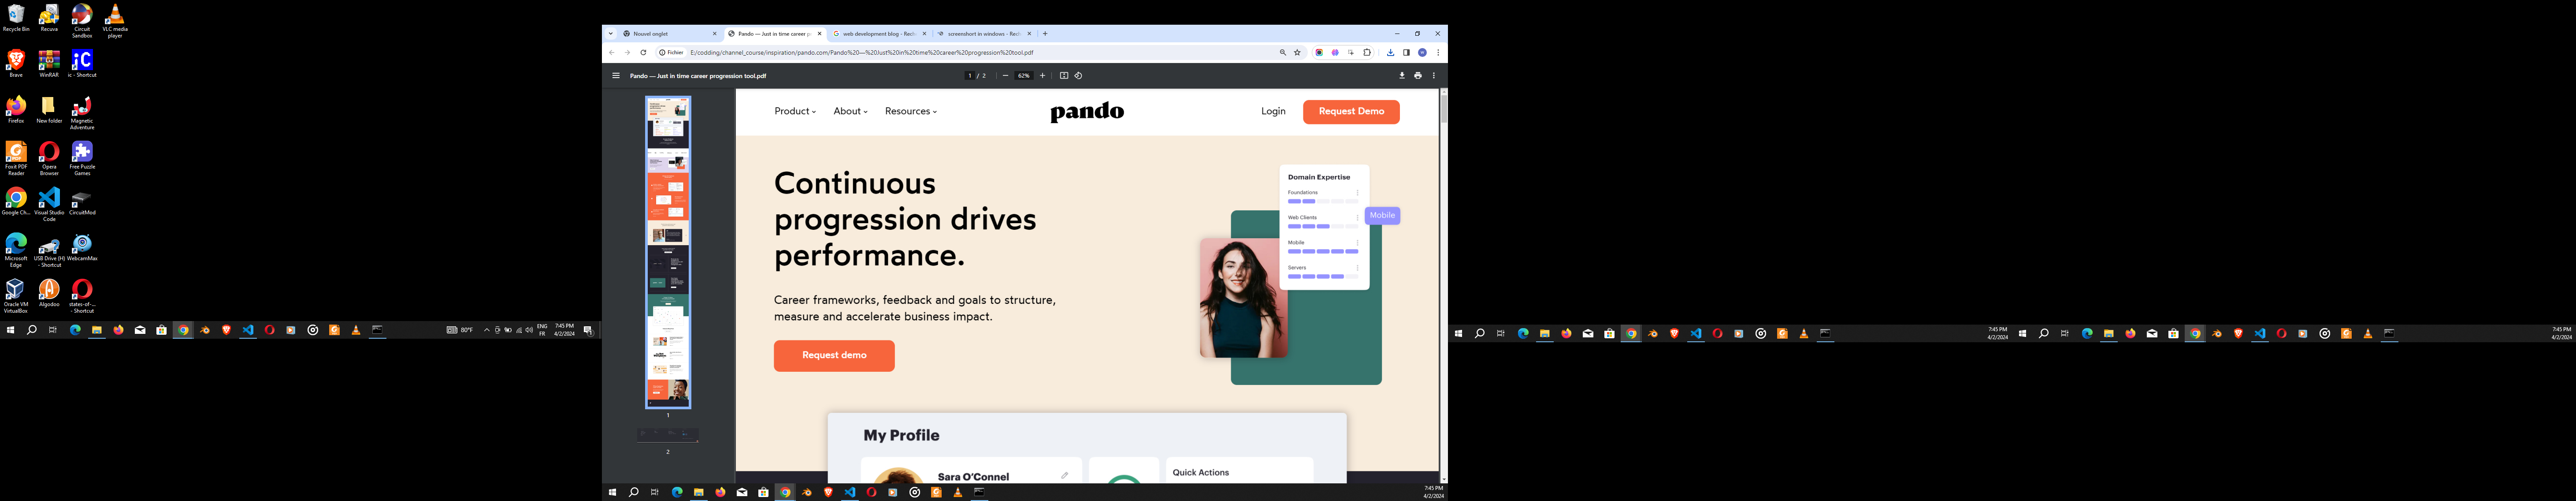 Recycle Bin
Recuva
Circuit Sandbox
VLC media player
Brave
WinRAR
ic - Shortcut
Firefox
New folder
Magnetic Adventure
Foxit PDF Reader
Opera Browser
Free Puzzle Games
Google Ch...
Visual Studio Code
CircuitMod
Microsoft Edge
USB Drive (H) - Shortcut
WebcamMax
Oracle VM VirtualBox
Algodoo
states-of-... - Shortcut
80°F
ENG
FR
7:45 PM
4/2/2024
Nouvel onglet
Pando — Just in time career p
web development blog - Rech
screenshort in windows - Rech
Fichier
E:/codding/channel_course/inspiration/pando.com/Pando%20—%20Just%20in%20time%20career%20progression%20tool.pdf
Pando — Just in time career progression tool.pdf
1 / 2
62%
1
2
Product
About
Resources
pando
Login
Request Demo
Continuous
progression drives
performance.
Career frameworks, feedback and goals to structure,
measure and accelerate business impact.
Request demo
Domain Expertise
Foundations
Web Clients
Mobile
Mobile
Servers
My Profile
Sara O'Connel
Quick Actions
7:45 PM
4/2/2024
7:45 PM
4/2/2024
7:45 PM
4/2/2024